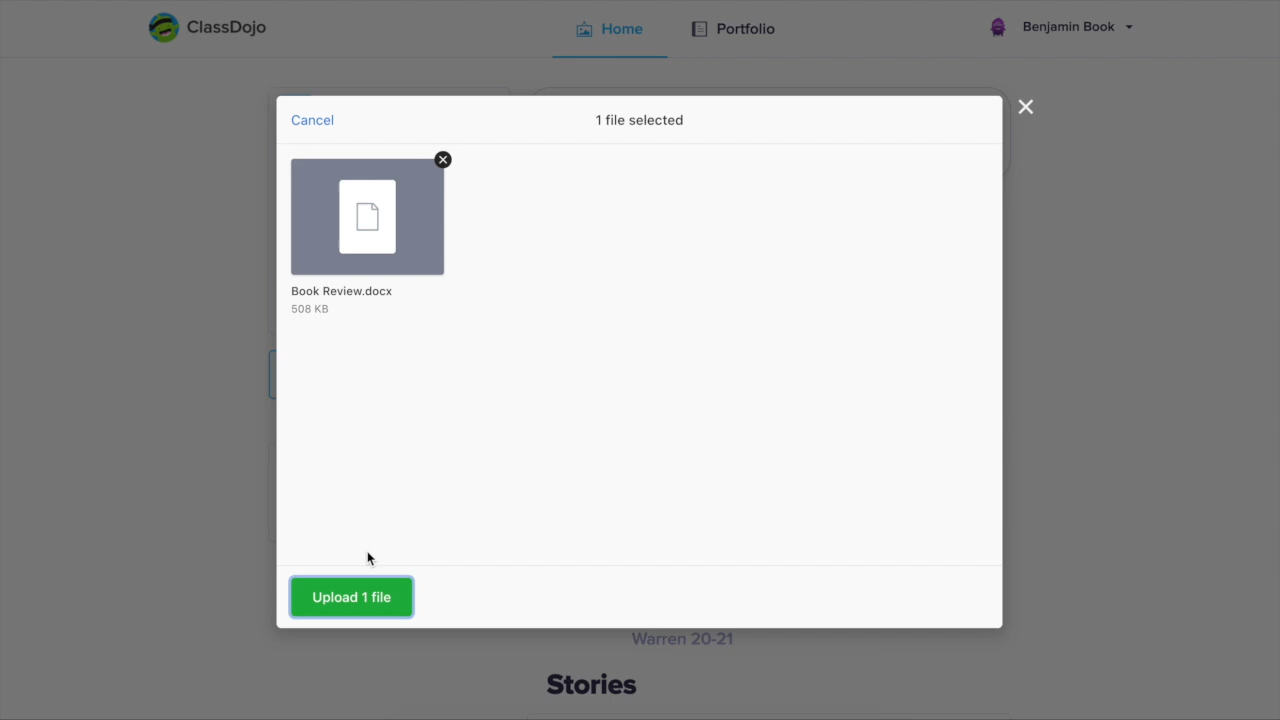 ClassDojo
Home
Portfolio
Benjamin Book
Cancel
1 file selected
Book Review.docx
508 KB
Upload 1 file
Warren 20-21
Stories